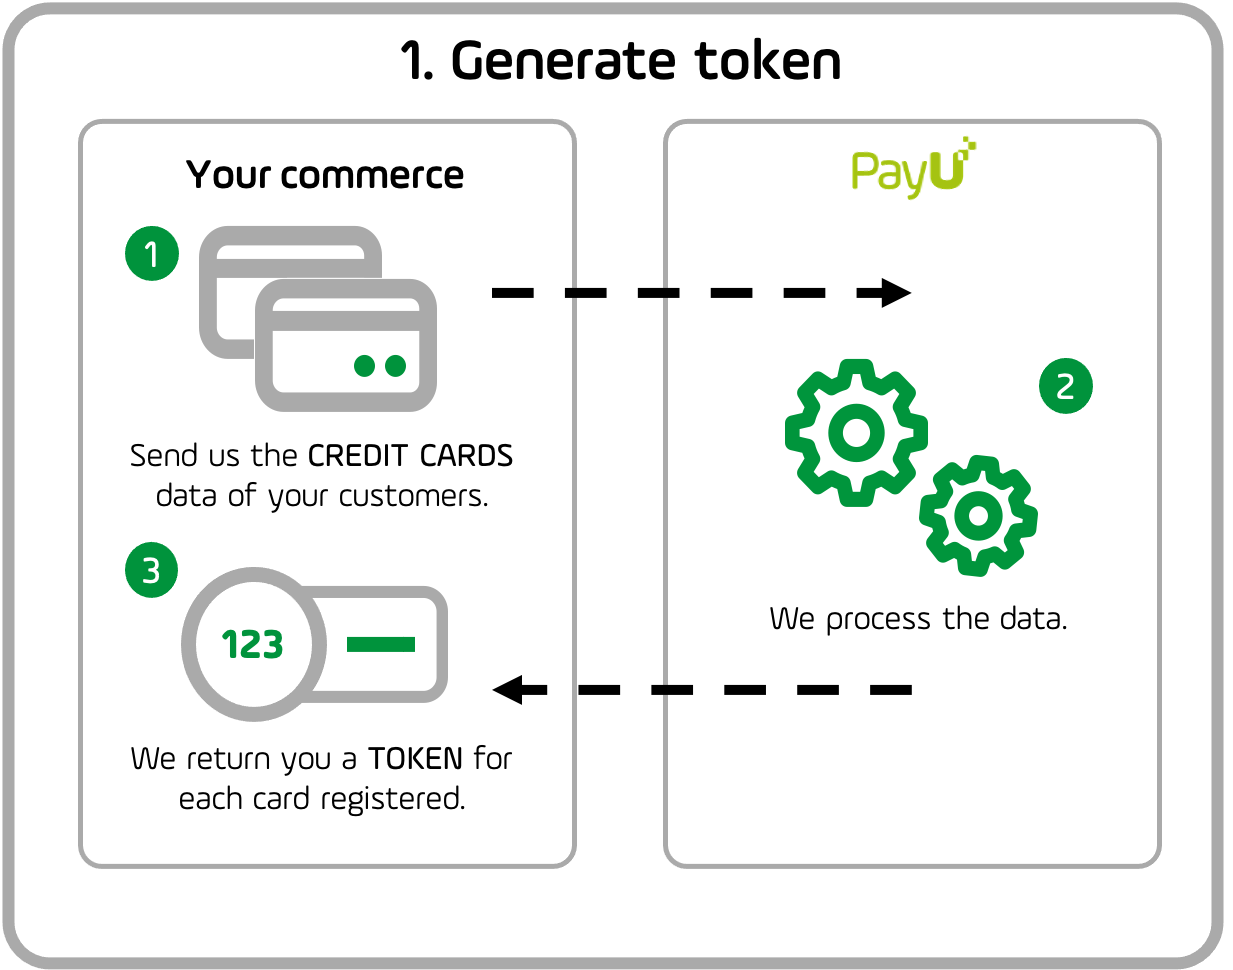 1. Generate token
Your commerce
1
Send us the CREDIT CARDS
data of your customers.
3
123
We return you a TOKEN for
each card registered.
PayU
2
We process the data.